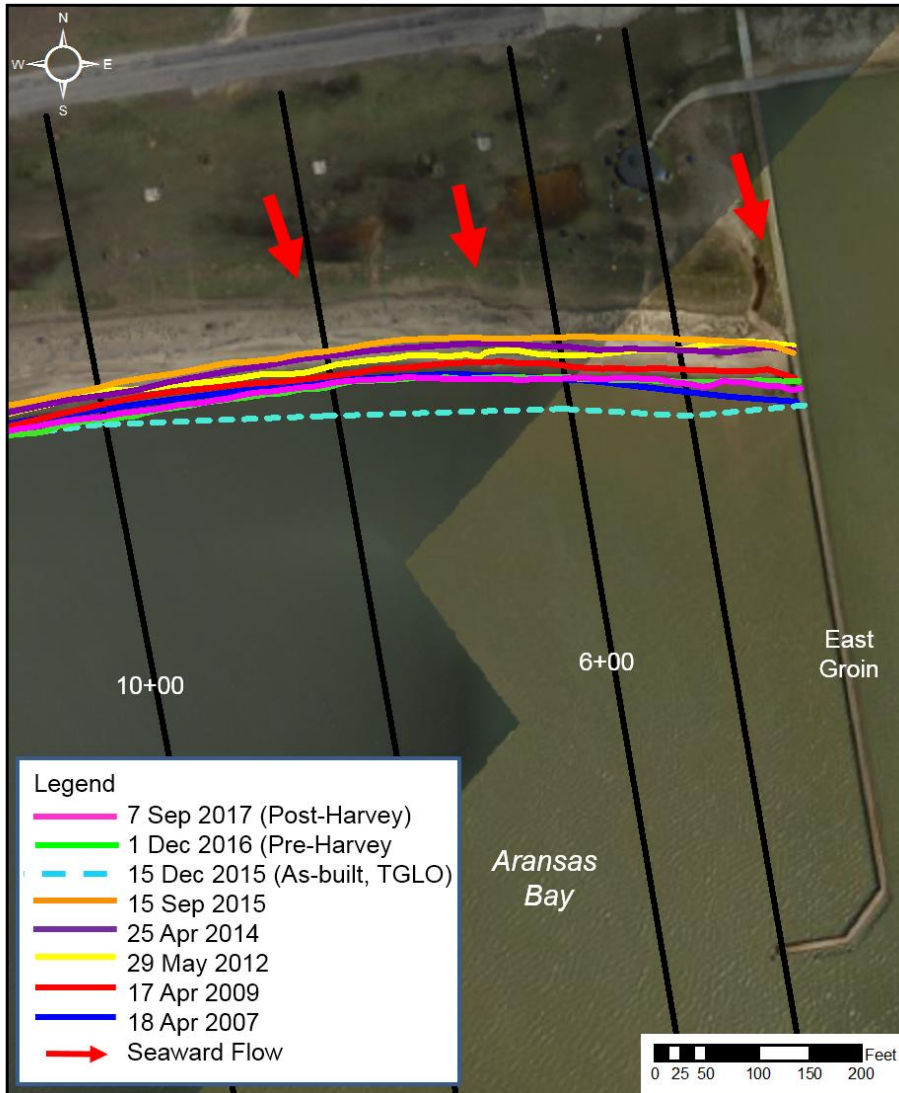 N
W E
S
10+00
6+00
East
Groin
Aransas
Bay
Legend
7 Sep 2017 (Post-Harvey)
1 Dec 2016 (Pre-Harvey
15 Dec 2015 (As-built, TGLO)
15 Sep 2015
25 Apr 2014
29 May 2012
17 Apr 2009
18 Apr 2007
Seaward Flow
Feet
0 25 50 100 150 200